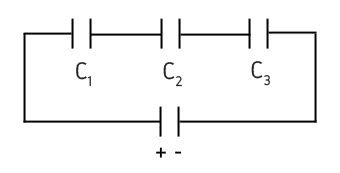 C₁ C₂ C₃
+ -